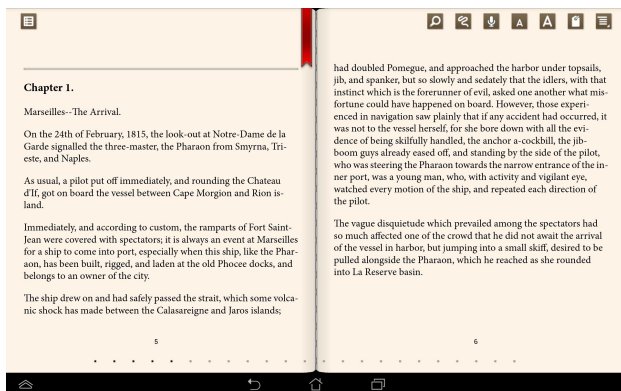 Chapter 1.
Marseilles--The Arrival.
On the 24th of February, 1815, the look-out at Notre-Dame de la
Garde signalled the three-master, the Pharaon from Smyrna, Tri-
este, and Naples.
As usual, a pilot put off immediately, and rounding the Chateau
d'If, got on board the vessel between Cape Morgion and Rion is-
land.
Immediately, and according to custom, the ramparts of Fort Saint-
Jean were covered with spectators; it is always an event at Marseilles
for a ship to come into port, especially when this ship, like the Phar-
aon, has been built, rigged, and laden at the old Phocee docks, and
belongs to an owner of the city.
The ship drew on and had safely passed the strait, which some volca-
nic shock has made between the Calasareigne and Jaros islands;
5
A A
had doubled Pomegue, and approached the harbor under topsails,
jib, and spanker, but so slowly and sedately that the idlers, with that
instinct which is the forerunner of evil, asked one another what mis-
fortune could have happened on board. However, those experi-
enced in navigation saw plainly that if any accident had occurred, it
was not to the vessel herself, for she bore down with all the evi-
dence of being skilfully handled, the anchor a-cockbill, the jib-
boom guys already eased off, and standing by the side of the pilot,
who was steering the Pharaon towards the narrow entrance of the in-
ner port, was a young man, who, with activity and vigilant eye,
watched every motion of the ship, and repeated each direction of
the pilot.
The vague disquietude which prevailed among the spectators had
so much affected one of the crowd that he did not await the arrival
of the vessel in harbor, but jumping into a small skiff, desired to be
pulled alongside the Pharaon, which he reached as she rounded
into La Reserve basin.
6